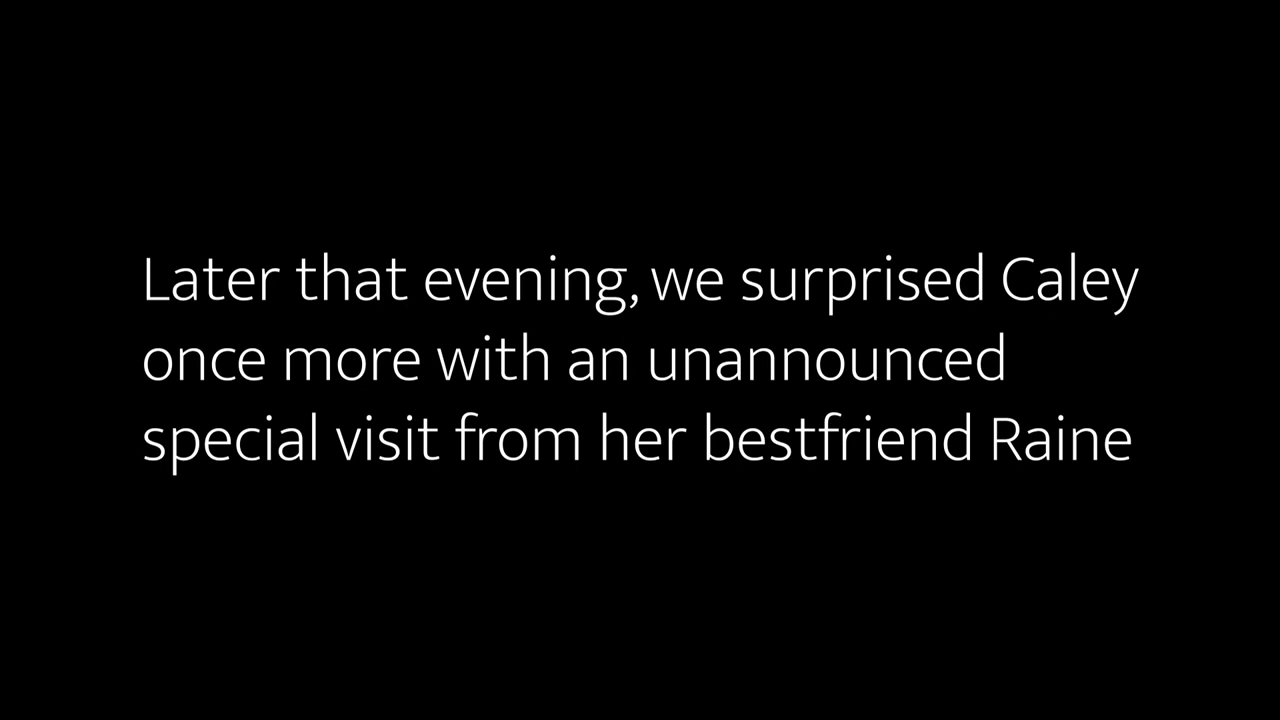 Later that evening, we surprised Caley
once more with an unannounced
special visit from her bestfriend Raine